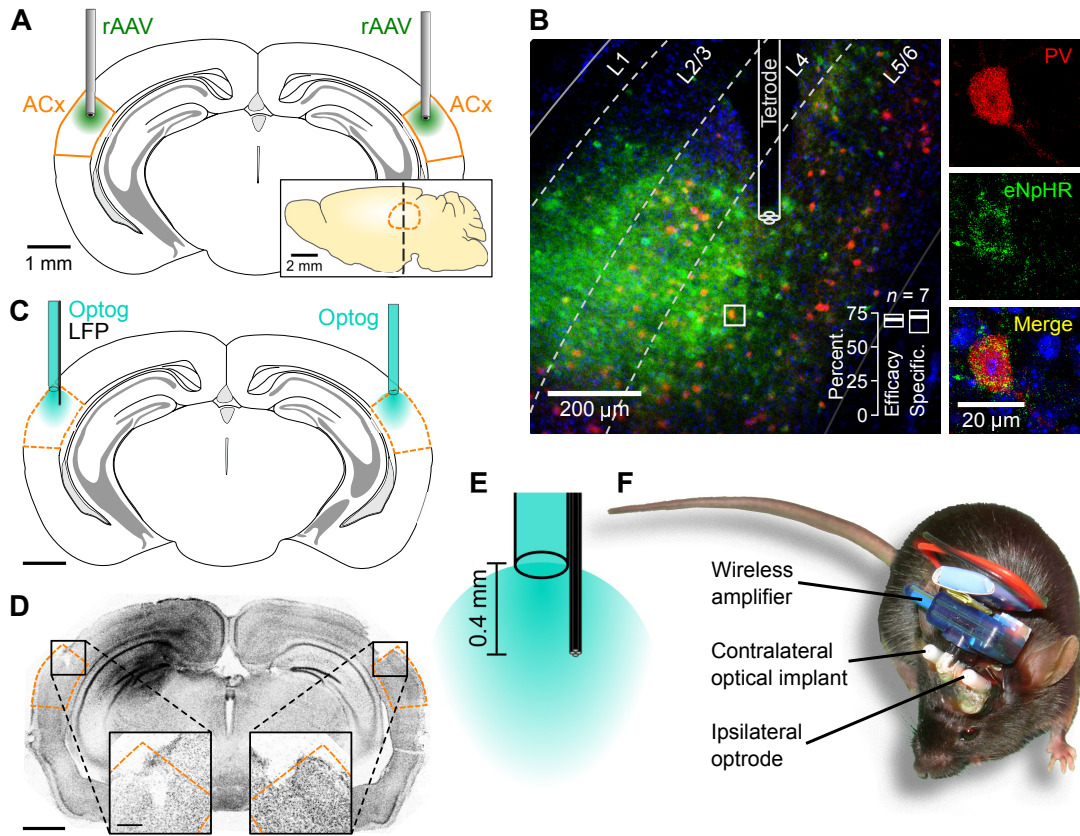 A
rAAV
rAAV
ACx
ACx
1 mm
2 mm
B
L1
L2/3
L4
L5/6
Tetrode
n = 7
75
50
25
0
Percent.
Efficacy
Specific.
200 µm
PV
eNpHR
Merge
20 µm
C
Optog
LFP
Optog
D
E
0.4 mm
F
Wireless
amplifier
Contralateral
optical implant
Ipsilateral
optrode